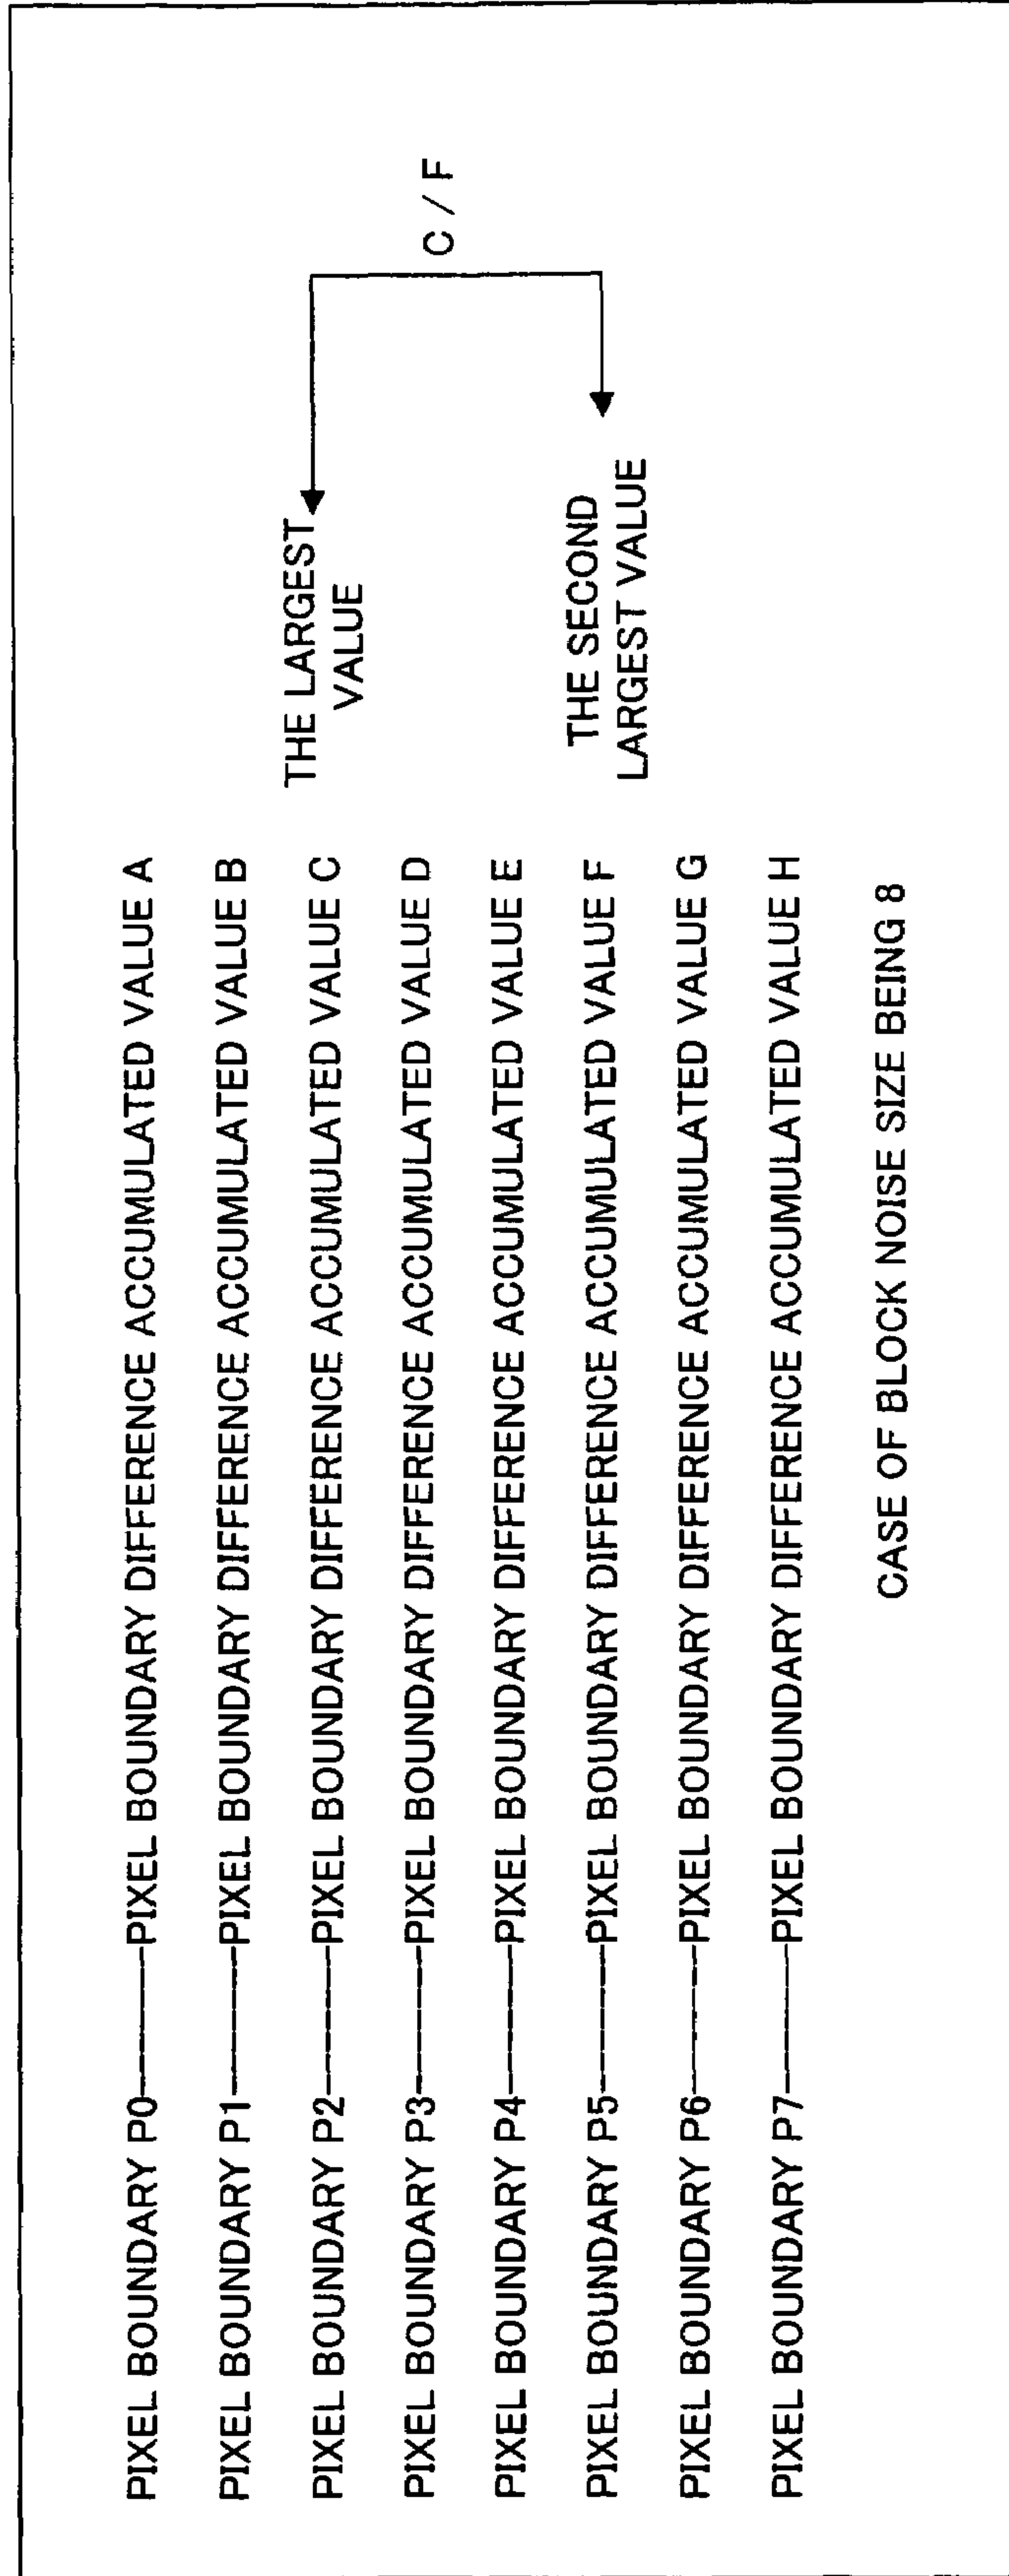 PIXEL BOUNDARY P0 PIXEL BOUNDARY DIFFERENCE ACCUMULATED VALUE A
PIXEL BOUNDARY P1 PIXEL BOUNDARY DIFFERENCE ACCUMULATED VALUE B
PIXEL BOUNDARY P2 PIXEL BOUNDARY DIFFERENCE ACCUMULATED VALUE C
PIXEL BOUNDARY P3 PIXEL BOUNDARY DIFFERENCE ACCUMULATED VALUE D
PIXEL BOUNDARY P4 PIXEL BOUNDARY DIFFERENCE ACCUMULATED VALUE E
PIXEL BOUNDARY P5 PIXEL BOUNDARY DIFFERENCE ACCUMULATED VALUE F
PIXEL BOUNDARY P6 PIXEL BOUNDARY DIFFERENCE ACCUMULATED VALUE G
PIXEL BOUNDARY P7 PIXEL BOUNDARY DIFFERENCE ACCUMULATED VALUE H
THE LARGEST
VALUE
C / F
THE SECOND
LARGEST VALUE
CASE OF BLOCK NOISE SIZE BEING 8